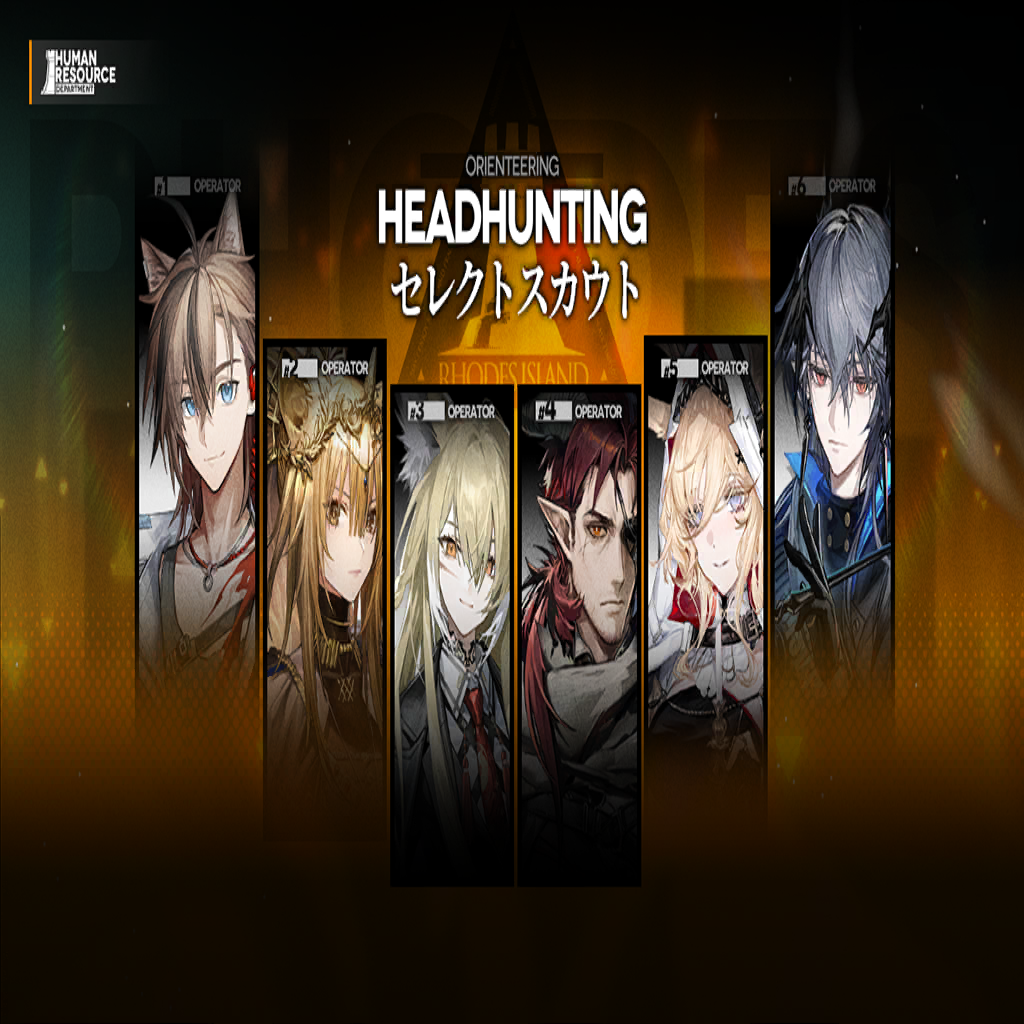 HUMAN
RESOURCE
DEPARTMENT
ORIENTEERING
HEADHUNTING
セレクトスカウト
RHODES ISLAND
#1 OPERATOR
#2 OPERATOR
#3 OPERATOR
#4 OPERATOR
#5 OPERATOR
#6 OPERATOR